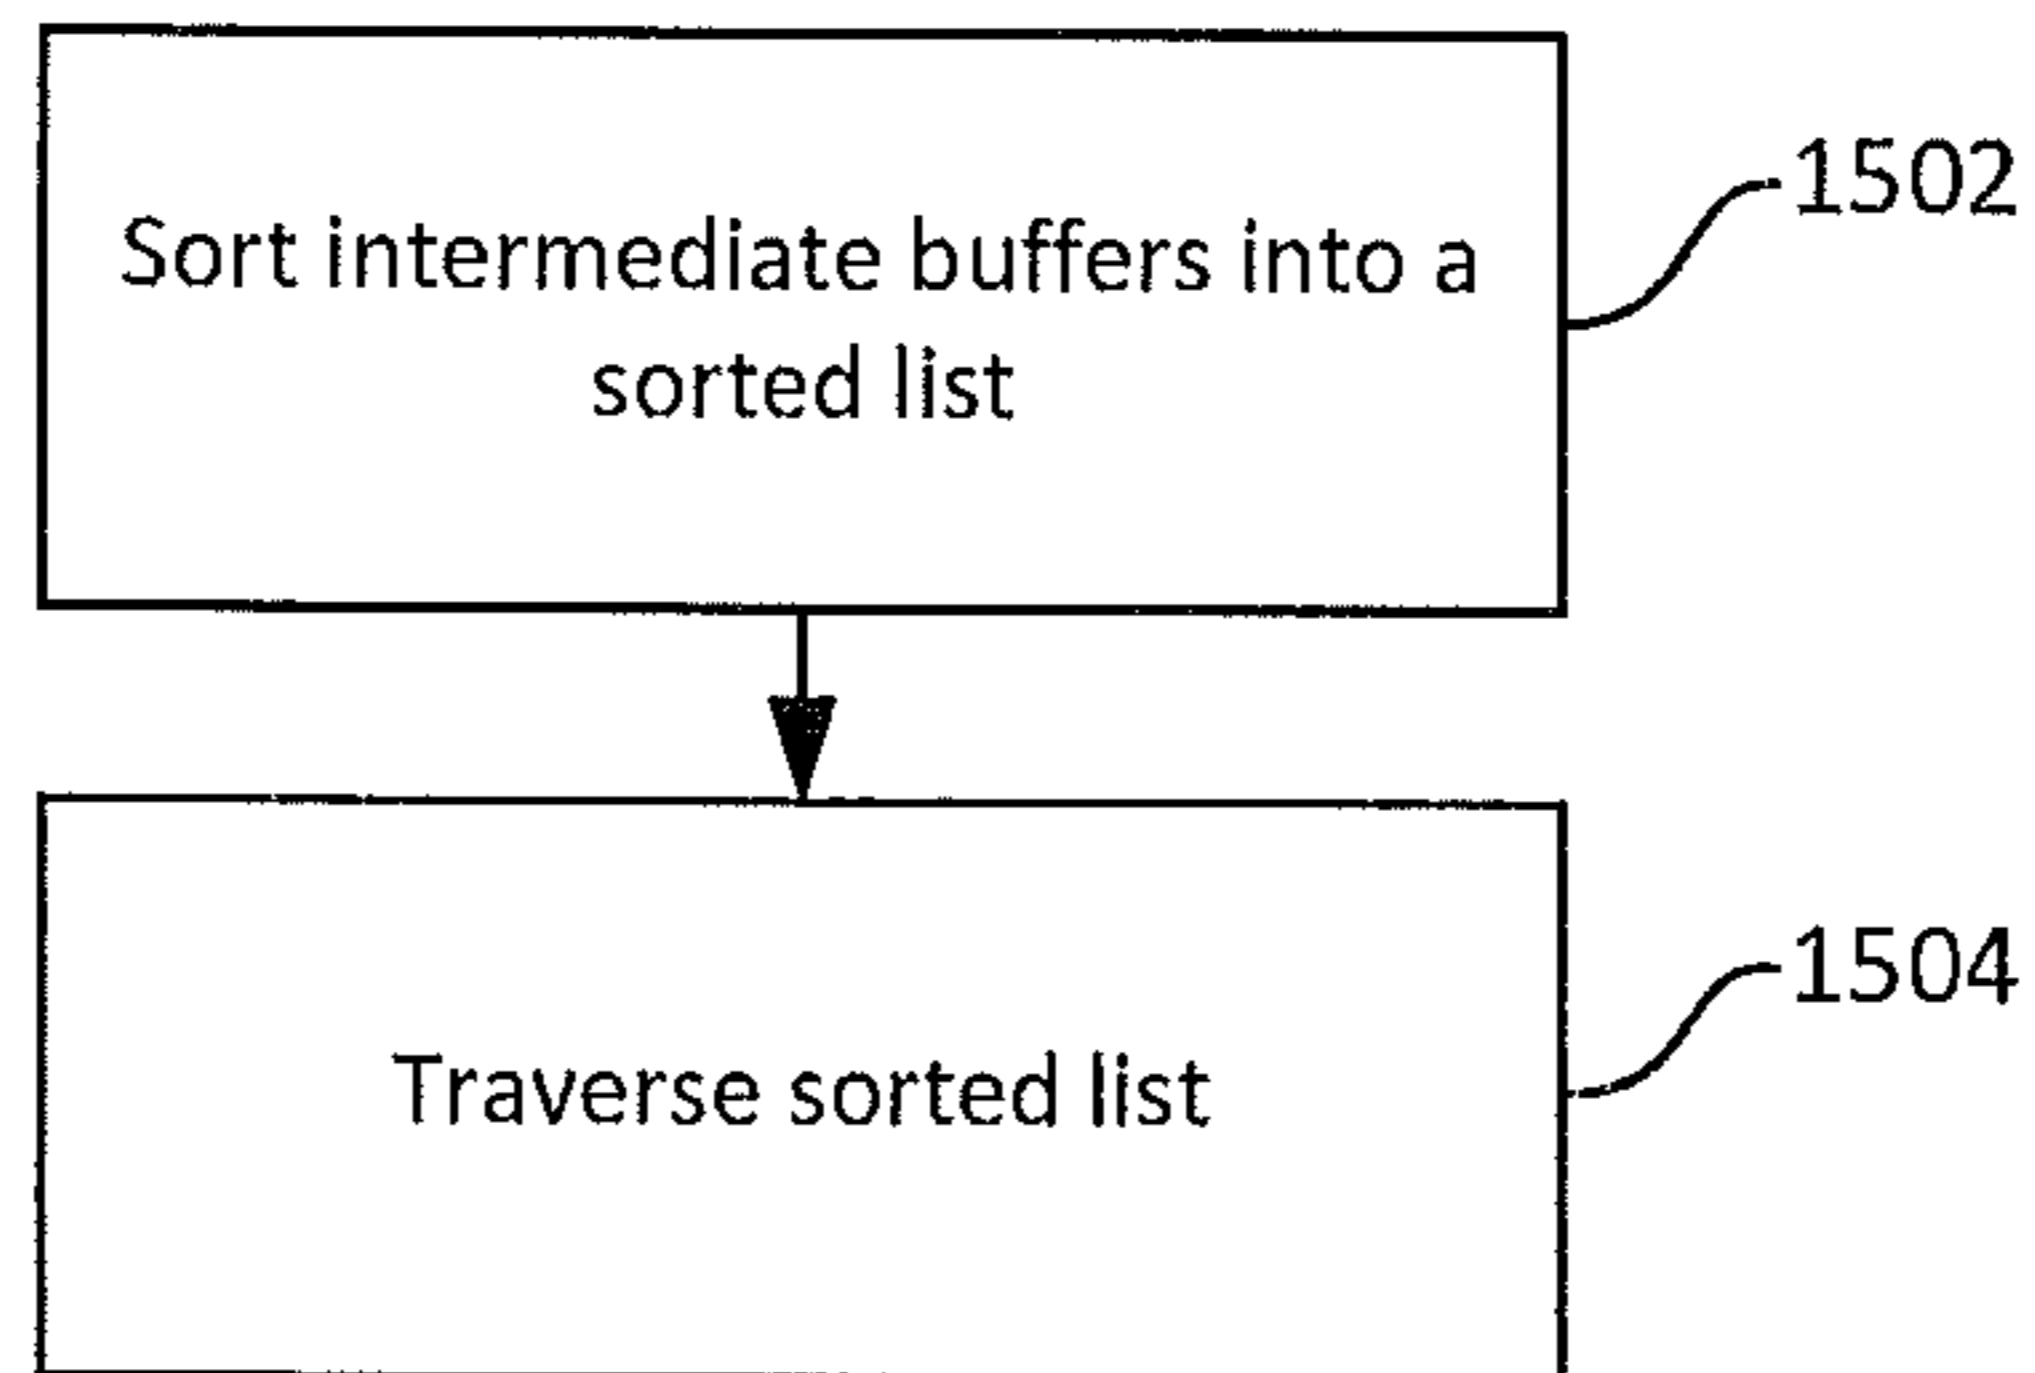 1502
Sort intermediate buffers into a
sorted list
1504
Traverse sorted list